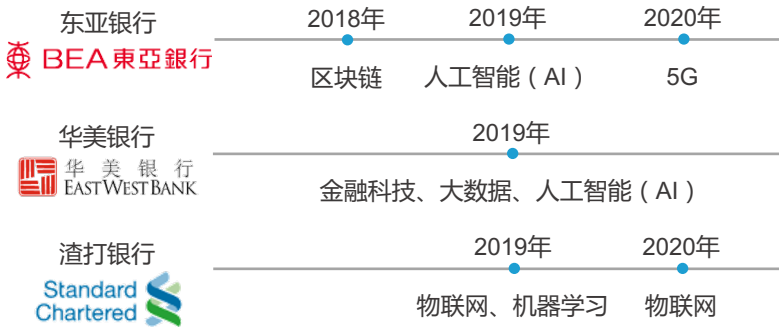 东亚银行
2018年
2019年
2020年
BEA東亞銀行
区块链
人工智能（AI）
5G
华美银行
2019年
华美银行
EASTWESTBANK
金融科技、大数据、人工智能（AI）
渣打银行
2019年
2020年
Standard
Chartered
物联网、机器学习
物联网